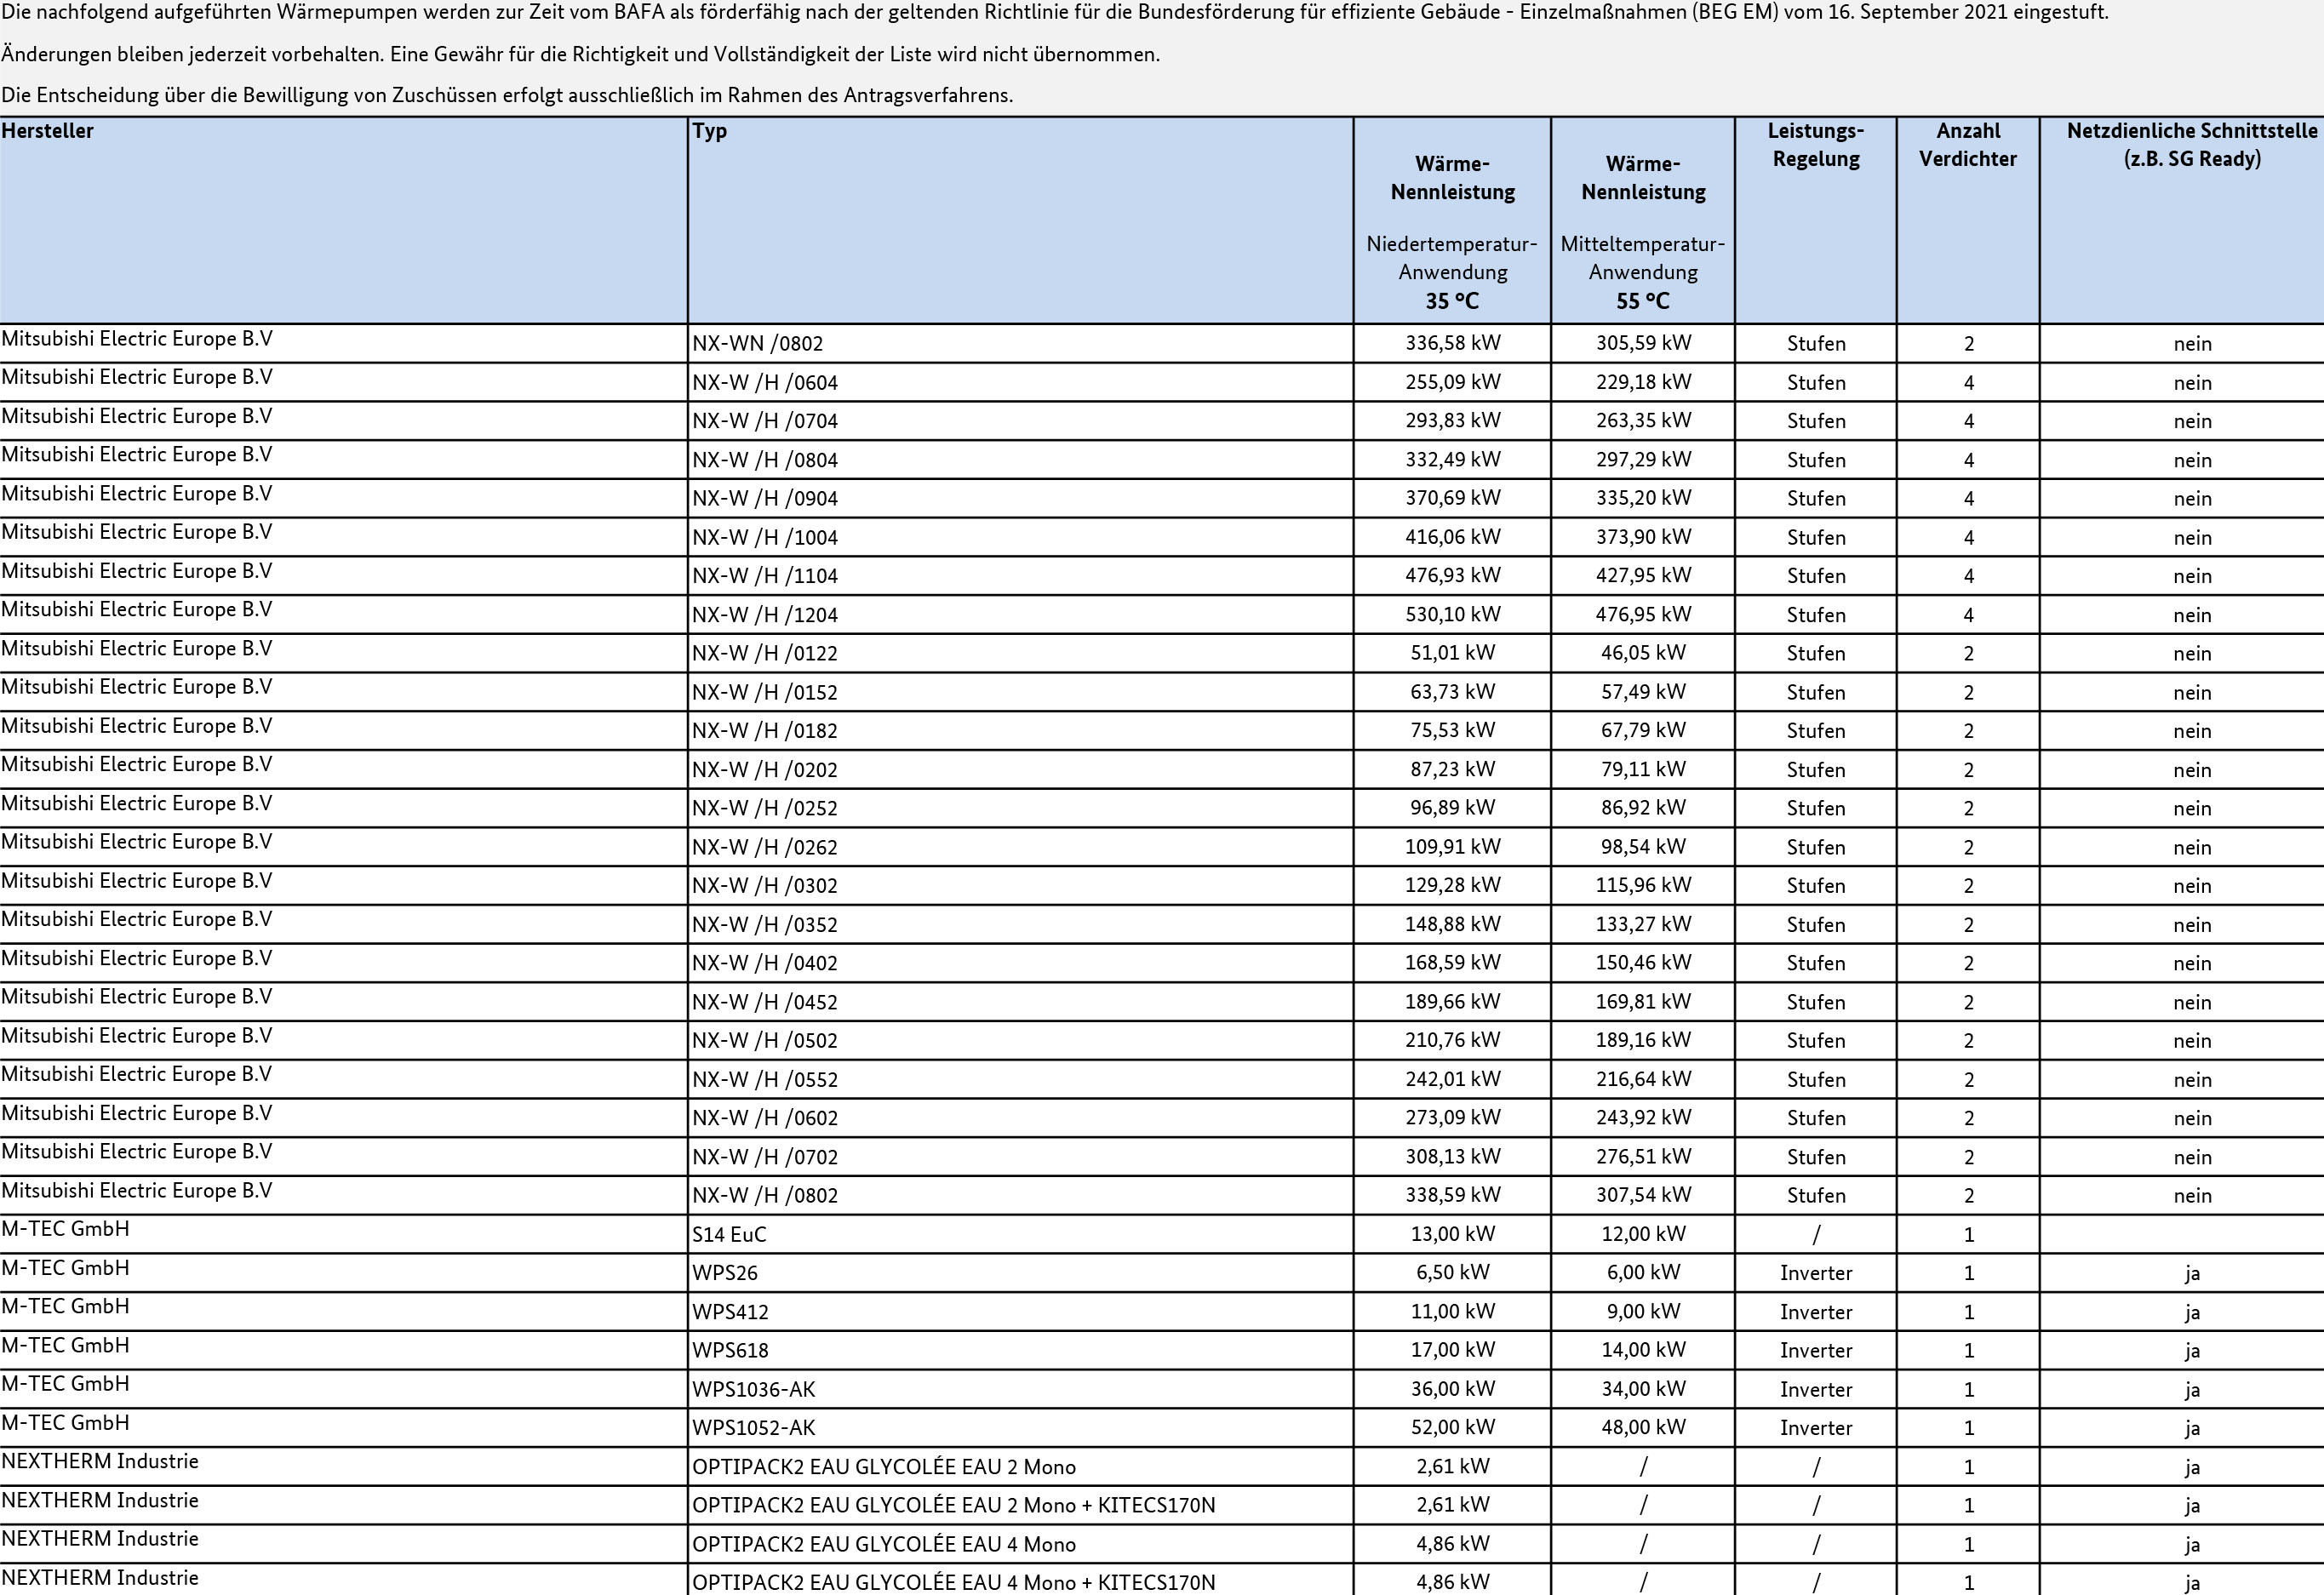 Die nachfolgend aufgeführten Wärmepumpen werden zur Zeit vom BAFA als förderfähig nach der geltenden Richtlinie für die Bundesförderung für effiziente Gebäude - Einzelmaßnahmen (BEG EM) vom 16. September 2021 eingestuft.
Änderungen bleiben jederzeit vorbehalten. Eine Gewähr für die Richtigkeit und Vollständigkeit der Liste wird nicht übernommen.
Die Entscheidung über die Bewilligung von Zuschüssen erfolgt ausschließlich im Rahmen des Antragsverfahrens.
Hersteller Typ Wärme-Nennleistung Niedertemperatur-Anwendung 35 °C Wärme-Nennleistung Mitteltemperatur-Anwendung 55 °C Leistungs-Regelung Anzahl Verdichter Netzdienliche Schnittstelle (z.B. SG Ready)
Mitsubishi Electric Europe B.V NX-WN /0802 336,58 kW 305,59 kW Stufen 2 nein
Mitsubishi Electric Europe B.V NX-W /H /0604 255,09 kW 229,18 kW Stufen 4 nein
Mitsubishi Electric Europe B.V NX-W /H /0704 293,83 kW 263,35 kW Stufen 4 nein
Mitsubishi Electric Europe B.V NX-W /H /0804 332,49 kW 297,29 kW Stufen 4 nein
Mitsubishi Electric Europe B.V NX-W /H /0904 370,69 kW 335,20 kW Stufen 4 nein
Mitsubishi Electric Europe B.V NX-W /H /1004 416,06 kW 373,90 kW Stufen 4 nein
Mitsubishi Electric Europe B.V NX-W /H /1104 476,93 kW 427,95 kW Stufen 4 nein
Mitsubishi Electric Europe B.V NX-W /H /1204 530,10 kW 476,95 kW Stufen 4 nein
Mitsubishi Electric Europe B.V NX-W /H /0122 51,01 kW 46,05 kW Stufen 2 nein
Mitsubishi Electric Europe B.V NX-W /H /0152 63,73 kW 57,49 kW Stufen 2 nein
Mitsubishi Electric Europe B.V NX-W /H /0182 75,53 kW 67,79 kW Stufen 2 nein
Mitsubishi Electric Europe B.V NX-W /H /0202 87,23 kW 79,11 kW Stufen 2 nein
Mitsubishi Electric Europe B.V NX-W /H /0252 96,89 kW 86,92 kW Stufen 2 nein
Mitsubishi Electric Europe B.V NX-W /H /0262 109,91 kW 98,54 kW Stufen 2 nein
Mitsubishi Electric Europe B.V NX-W /H /0302 129,28 kW 115,96 kW Stufen 2 nein
Mitsubishi Electric Europe B.V NX-W /H /0352 148,88 kW 133,27 kW Stufen 2 nein
Mitsubishi Electric Europe B.V NX-W /H /0402 168,59 kW 150,46 kW Stufen 2 nein
Mitsubishi Electric Europe B.V NX-W /H /0452 189,66 kW 169,81 kW Stufen 2 nein
Mitsubishi Electric Europe B.V NX-W /H /0502 210,76 kW 189,16 kW Stufen 2 nein
Mitsubishi Electric Europe B.V NX-W /H /0552 242,01 kW 216,64 kW Stufen 2 nein
Mitsubishi Electric Europe B.V NX-W /H /0602 273,09 kW 243,92 kW Stufen 2 nein
Mitsubishi Electric Europe B.V NX-W /H /0702 308,13 kW 276,51 kW Stufen 2 nein
Mitsubishi Electric Europe B.V NX-W /H /0802 338,59 kW 307,54 kW Stufen 2 nein
M-TEC GmbH S14 EuC 13,00 kW 12,00 kW / 1
M-TEC GmbH WPS26 6,50 kW 6,00 kW Inverter 1 ja
M-TEC GmbH WPS412 11,00 kW 9,00 kW Inverter 1 ja
M-TEC GmbH WPS618 17,00 kW 14,00 kW Inverter 1 ja
M-TEC GmbH WPS1036-AK 36,00 kW 34,00 kW Inverter 1 ja
M-TEC GmbH WPS1052-AK 52,00 kW 48,00 kW Inverter 1 ja
NEXTHERM Industrie OPTIPACK2 EAU GLYCOLÉE EAU 2 Mono 2,61 kW / / 1 ja
NEXTHERM Industrie OPTIPACK2 EAU GLYCOLÉE EAU 2 Mono + KITECS170N 2,61 kW / / 1 ja
NEXTHERM Industrie OPTIPACK2 EAU GLYCOLÉE EAU 4 Mono 4,86 kW / / 1 ja
NEXTHERM Industrie OPTIPACK2 EAU GLYCOLÉE EAU 4 Mono + KITECS170N 4,86 kW / / 1 ja